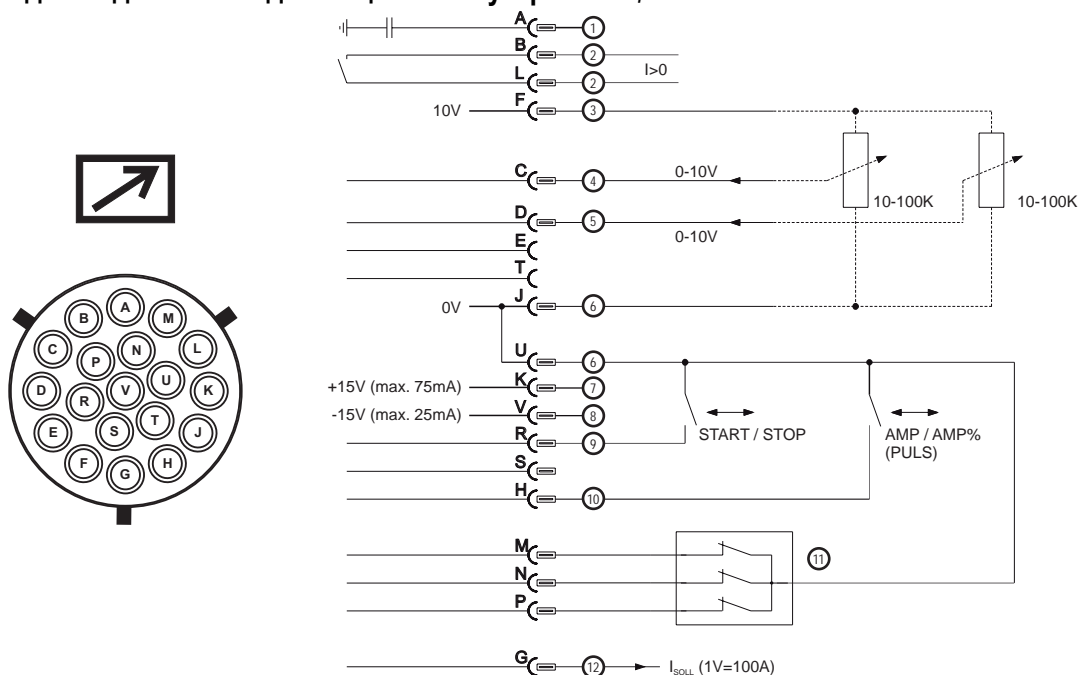 A 1
B 2
I>0
L 2
10V F 3
C 4 0-10V
10-100K 10-100K
D 5
0-10V
E
T
0V J 6
U 6
+15V (max. 75mA) K 7
-15V (max. 25mA) V 8
START / STOP
AMP / AMP%
(PULS)
R 9
S
H 10
M 11
N
P
G 12 I SOLL (1V=100A)
A
B M
C P N L
D R V U K
E S T J
F G H